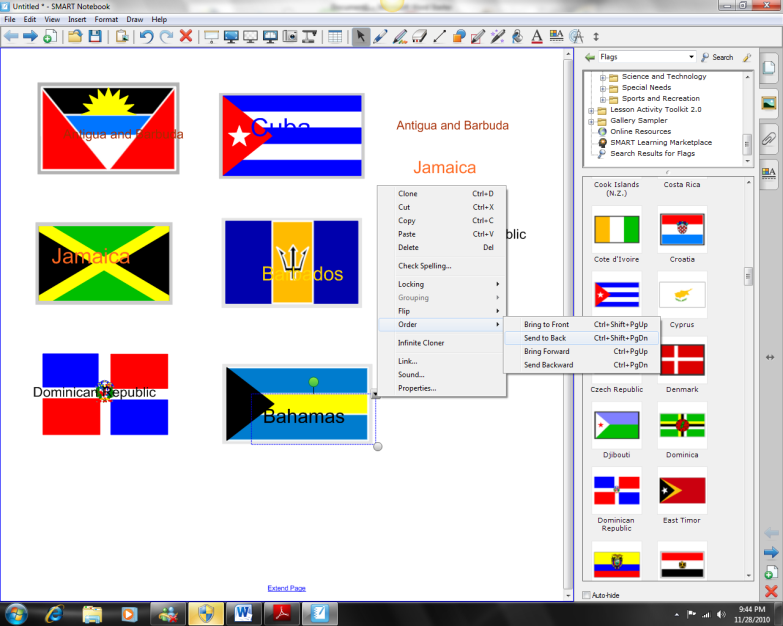 Untitled * - SMART Notebook
File Edit View Insert Format Draw Help
Antigua and Barbuda
Cuba
Antigua and Barbuda
Jamaica
blic
Jamaica
Barbados
Dominican Republic
Bahamas
Clone Ctrl+D
Cut Ctrl+X
Copy Ctrl+C
Paste Ctrl+V
Delete Del
Check Spelling...
Locking
Grouping
Flip
Order
Infinite Cloner
Link...
Sound...
Properties...
Bring to Front Ctrl+Shift+PgUp
Send to Back Ctrl+Shift+PgDn
Bring Forward Ctrl+PgUp
Send Backward Ctrl+PgDn
Extend Page
Flags Search
Science and Technology
Special Needs
Sports and Recreation
Lesson Activity Toolkit 2.0
Gallery Sampler
Online Resources
SMART Learning Marketplace
Search Results for Flags
Cook Islands (N.Z.) Costa Rica
Cote d'Ivoire Croatia
Cyprus
Czech Republic Denmark
Djibouti Dominica
Dominican Republic East Timor
Auto-hide
9:44 PM
11/28/2010